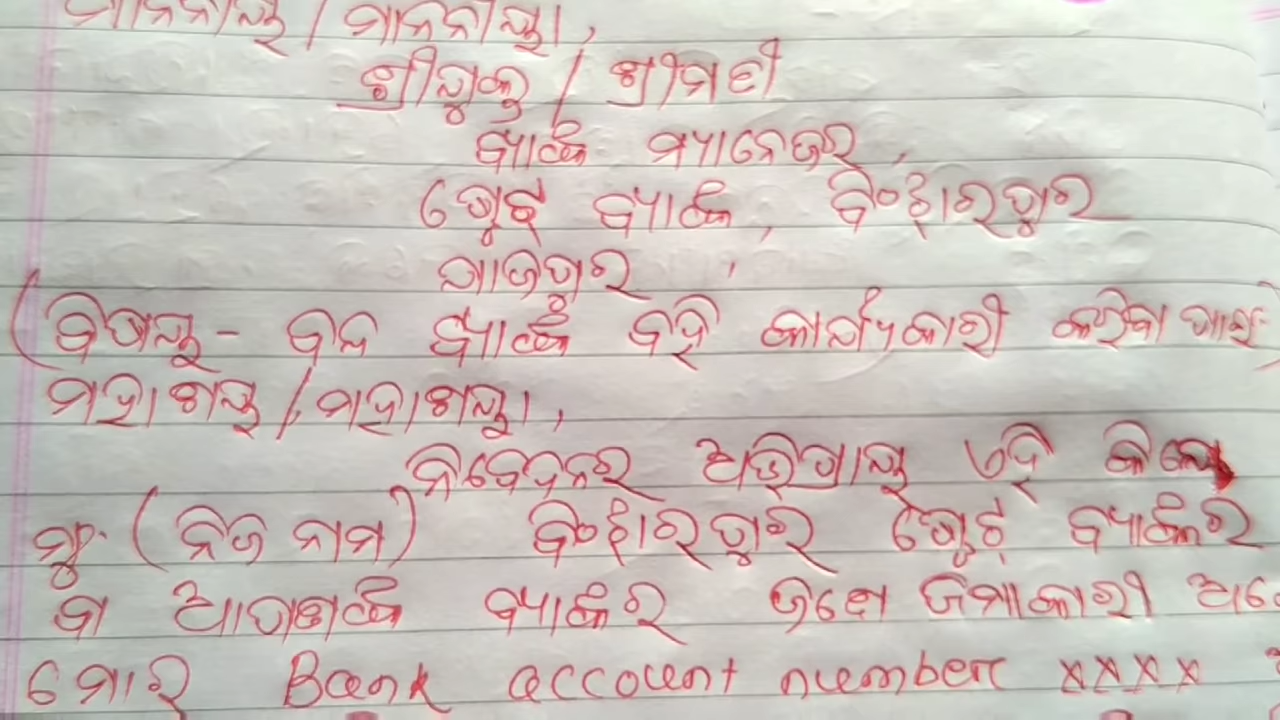 ମାନନୀୟ / ମାନନୀୟା,
ଶ୍ରୀଯୁକ୍ତ / ଶ୍ରୀମତୀ
ବ୍ୟାଙ୍କ ମ୍ୟାନେଜର,
ଷ୍ଟେଟ୍ ବ୍ୟାଙ୍କ, ବିଂଝାରପୁର
ଯାଜପୁର,
(ବିଷୟ - ବନ୍ଦ ବ୍ୟାଙ୍କ ବହି କାର୍ଯ୍ୟକାରୀ କରିବା ପାଇଁ)
ମହାଶୟ / ମହାଶୟା,
ନିବେଦନର ଅଭିପ୍ରାୟ ଏହି କି ଯେ
ମୁଁ (ନିଜ ନାମ) ବିଂଝାରପୁର ଷ୍ଟେଟ୍ ବ୍ୟାଙ୍କର
ବା ଆପଣଙ୍କ ବ୍ୟାଙ୍କର ଜଣେ ଜମାକାରୀ
ମୋର Bank account number xxxx